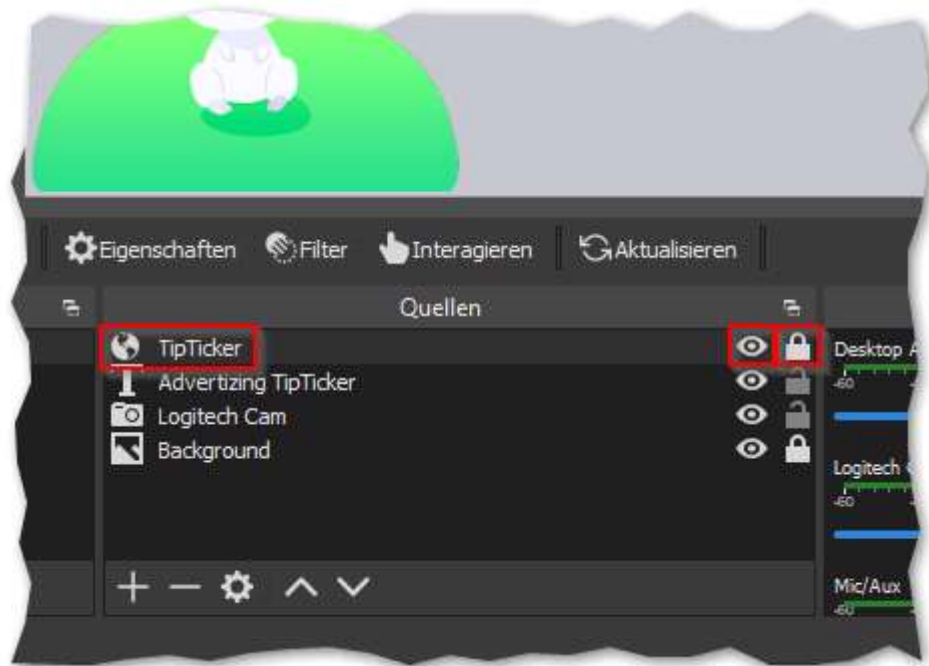 Eigenschaften Filter Interagieren Aktualisieren
Quellen
TipTicker
Advertizing TipTicker
Logitech Cam
Background
Desktop A
-60
Logitech
-60
Mic/Aux
-60